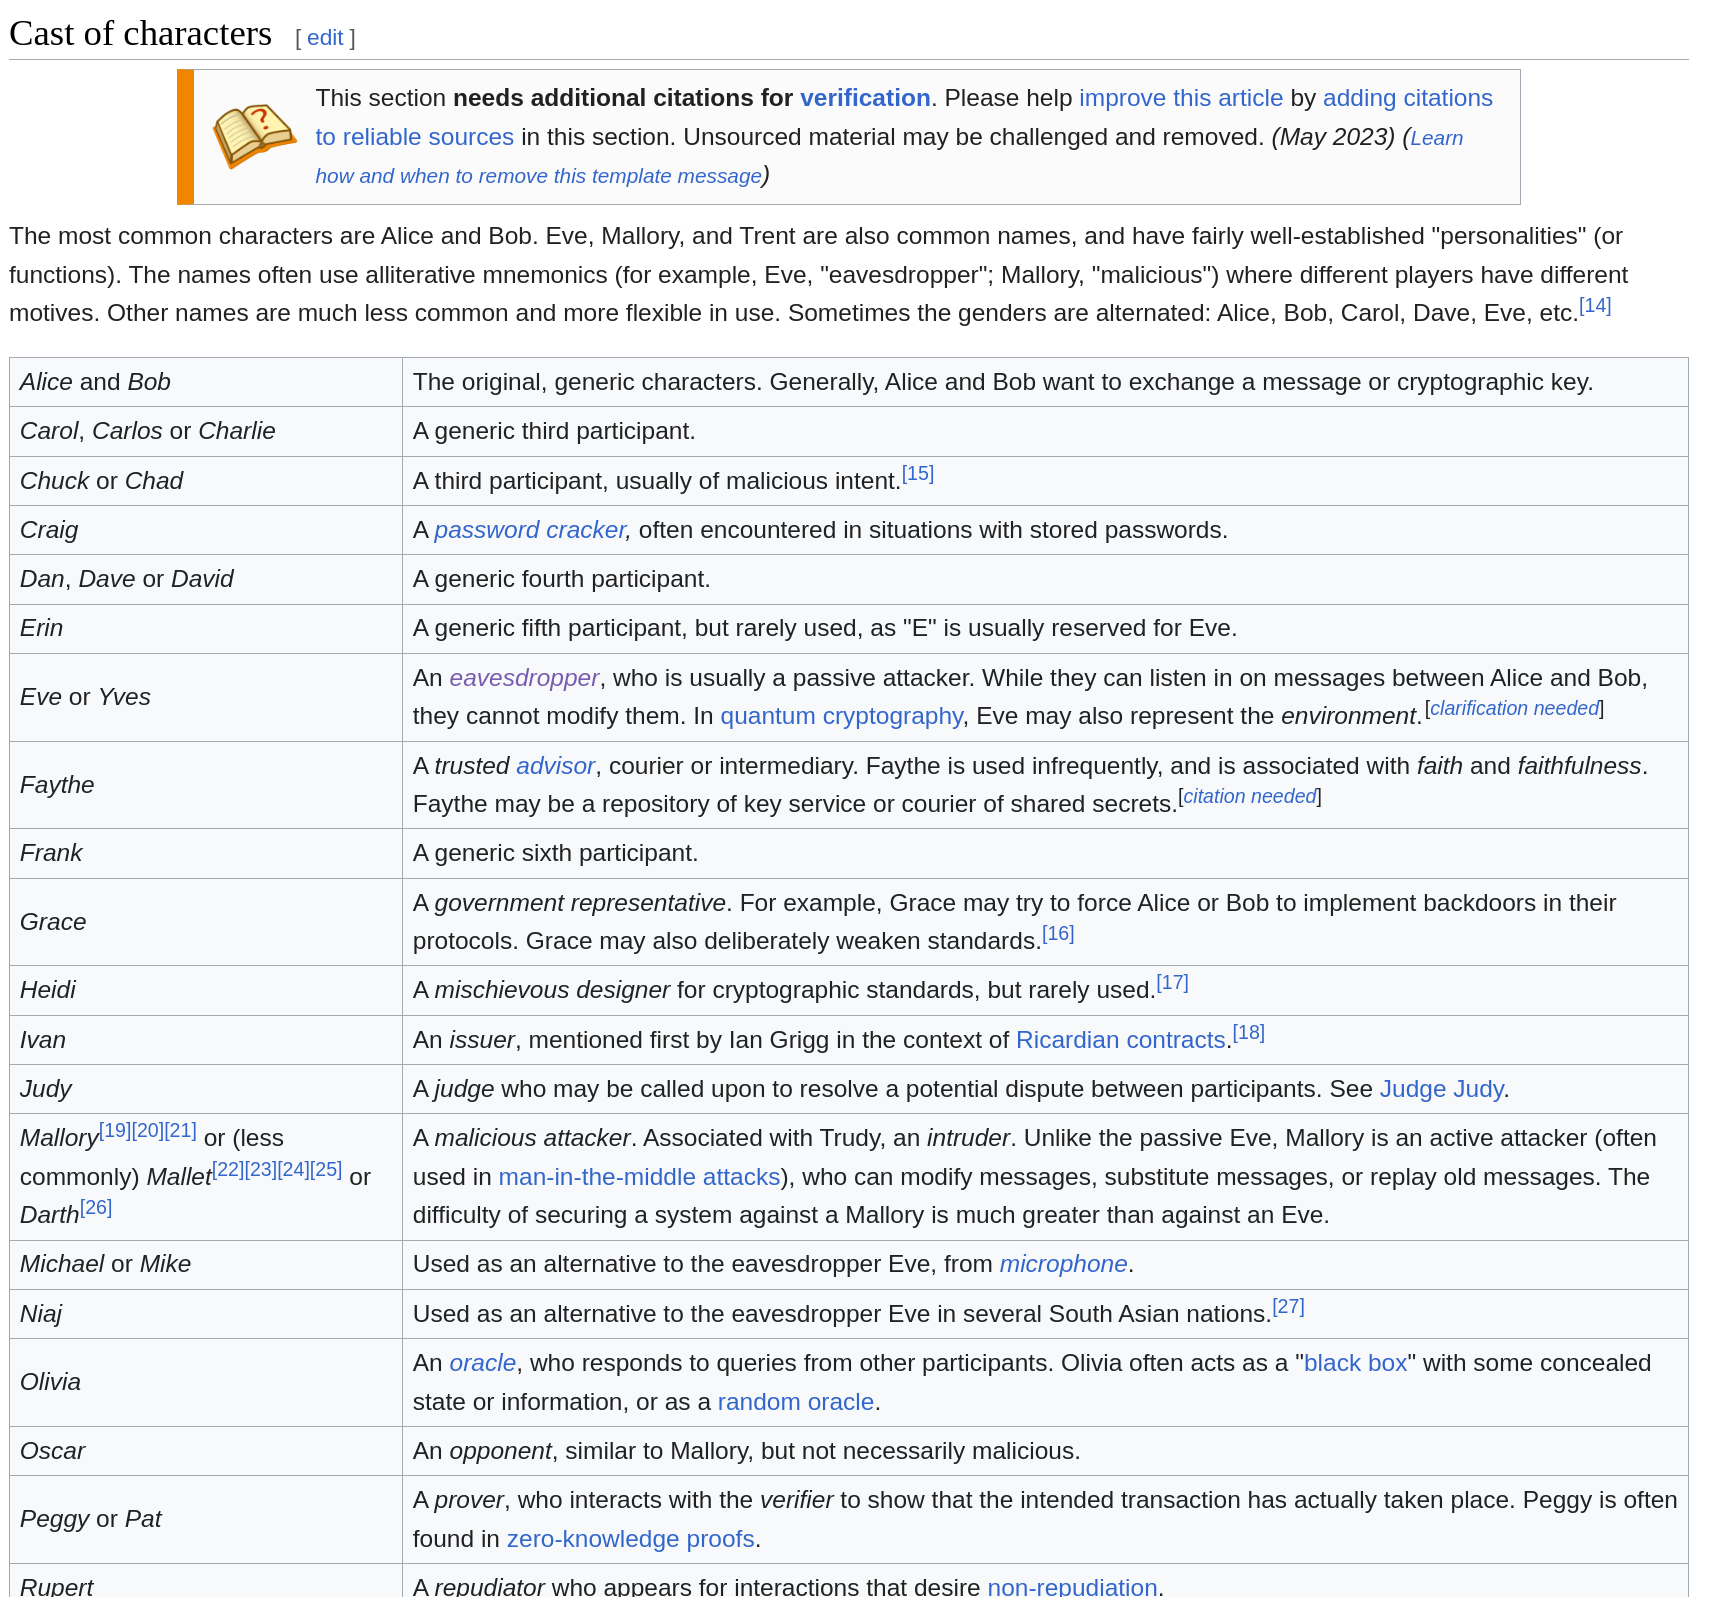 Cast of characters [ edit ]
This section needs additional citations for verification. Please help improve this article by adding citations
to reliable sources in this section. Unsourced material may be challenged and removed. (May 2023) (Learn
how and when to remove this template message)
The most common characters are Alice and Bob. Eve, Mallory, and Trent are also common names, and have fairly well-established "personalities" (or
functions). The names often use alliterative mnemonics (for example, Eve, "eavesdropper"; Mallory, "malicious") where different players have different
motives. Other names are much less common and more flexible in use. Sometimes the genders are alternated: Alice, Bob, Carol, Dave, Eve, etc.[14]
Alice and Bob
The original, generic characters. Generally, Alice and Bob want to exchange a message or cryptographic key.
Carol, Carlos or Charlie
A generic third participant.
Chuck or Chad
A third participant, usually of malicious intent.[15]
Craig
A password cracker, often encountered in situations with stored passwords.
Dan, Dave or David
A generic fourth participant.
Erin
A generic fifth participant, but rarely used, as "E" is usually reserved for Eve.
Eve or Yves
An eavesdropper, who is usually a passive attacker. While they can listen in on messages between Alice and Bob,
they cannot modify them. In quantum cryptography, Eve may also represent the environment.[clarification needed]
Faythe
A trusted advisor, courier or intermediary. Faythe is used infrequently, and is associated with faith and faithfulness.
Faythe may be a repository of key service or courier of shared secrets.[citation needed]
Frank
A generic sixth participant.
Grace
A government representative. For example, Grace may try to force Alice or Bob to implement backdoors in their
protocols. Grace may also deliberately weaken standards.[16]
Heidi
A mischievous designer for cryptographic standards, but rarely used.[17]
Ivan
An issuer, mentioned first by Ian Grigg in the context of Ricardian contracts.[18]
Judy
A judge who may be called upon to resolve a potential dispute between participants. See Judge Judy.
Mallory[19][20][21] or (less
commonly) Mallet[22][23][24][25] or
Darth[26]
A malicious attacker. Associated with Trudy, an intruder. Unlike the passive Eve, Mallory is an active attacker (often
used in man-in-the-middle attacks), who can modify messages, substitute messages, or replay old messages. The
difficulty of securing a system against a Mallory is much greater than against an Eve.
Michael or Mike
Used as an alternative to the eavesdropper Eve, from microphone.
Niaj
Used as an alternative to the eavesdropper Eve in several South Asian nations.[27]
Olivia
An oracle, who responds to queries from other participants. Olivia often acts as a "black box" with some concealed
state or information, or as a random oracle.
Oscar
An opponent, similar to Mallory, but not necessarily malicious.
Peggy or Pat
A prover, who interacts with the verifier to show that the intended transaction has actually taken place. Peggy is often
found in zero-knowledge proofs.
Rupert
A repudiator who appears for interactions that desire non-repudiation.